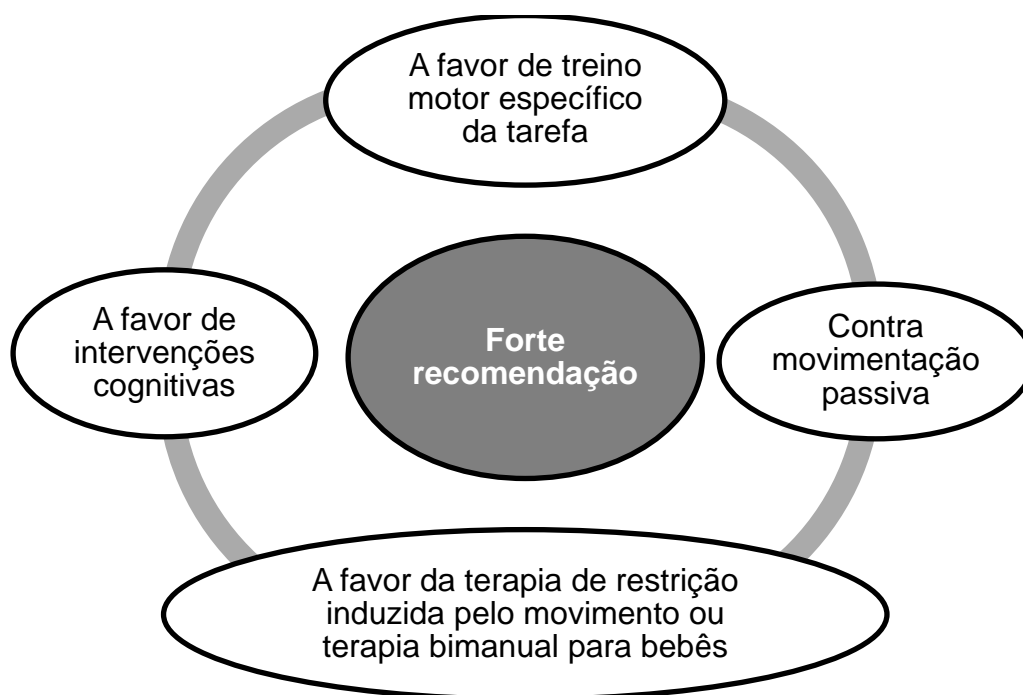 A favor de treino
motor específico
da tarefa
A favor de
intervenções
cognitivas
Forte
recomendação
Contra
movimentação
passiva
A favor da terapia de restrição
induzida pelo movimento ou
terapia bimanual para bebês